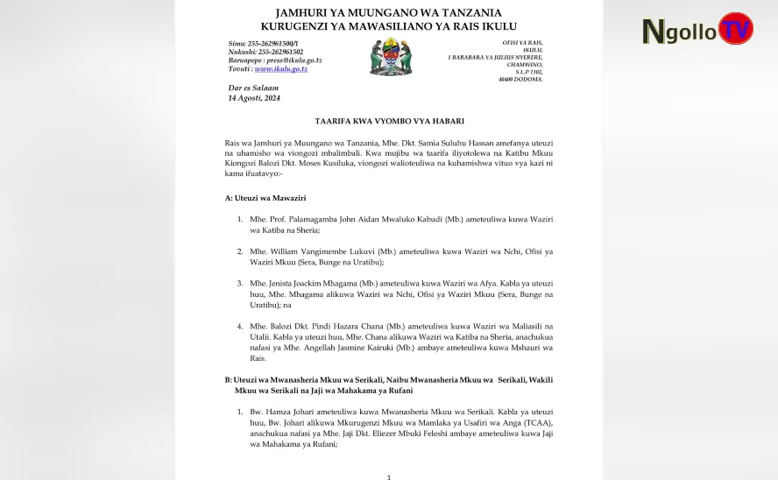 JAMHURI YA MUUNGANO WA TANZANIA
KURUGENZI YA MAWASILIANO YA RAIS IKULU
Simu: 255-262961500/1
Nukushi: 255-262961502
Baruapepe : press@ikulu.go.tz
Tovuti : www.ikulu.go.tz
OFISI YA RAIS,
IKULU,
1 BARABARA YA JULIUS NYERERE,
CHAMWINO,
S.L.P 1102,
40400 DODOMA.
Ngollo TV
Dar es Salaam
14 Agosti, 2024
TAARIFA KWA VYOMBO VYA HABARI
Rais wa Jamhuri ya Muungano wa Tanzania, Mhe. Dkt. Samia Suluhu Hassan amefanya uteuzi
na uhamisho wa viongozi mbalimbali. Kwa mujibu wa taarifa iliyotolewa na Katibu Mkuu
Kiongozi Balozi Dkt. Moses Kusiluka, viongozi walioteuliwa na kuhamishwa vituo vya kazi ni
kama ifuatavyo:-
A: Uteuzi wa Mawaziri
1. Mhe. Prof. Palamagamba John Aidan Mwaluko Kabudi (Mb.) ameteuliwa kuwa Waziri
wa Katiba na Sheria;
2. Mhe. William Vangimembe Lukuvi (Mb.) ameteuliwa kuwa Waziri wa Nchi, Ofisi ya
Waziri Mkuu (Sera, Bunge na Uratibu);
3. Mhe. Jenista Joackim Mhagama (Mb.) ameteuliwa kuwa Waziri wa Afya. Kabla ya uteuzi
huu, Mhe. Mhagama alikuwa Waziri wa Nchi, Ofisi ya Waziri Mkuu (Sera, Bunge na
Uratibu); na
4. Mhe. Balozi Dkt. Pindi Hazara Chana (Mb.) ameteuliwa kuwa Waziri wa Maliasili na
Utalii. Kabla ya uteuzi huu, Mhe. Chana alikuwa Waziri wa Katiba na Sheria, anachukua
nafasi ya Mhe. Angellah Jasmine Kairuki (Mb.) ambaye ameteuliwa kuwa Mshauri wa
Rais.
B: Uteuzi wa Mwanasheria Mkuu wa Serikali, Naibu Mwanasheria Mkuu wa Serikali, Wakili
Mkuu wa Serikali na Jaji wa Mahakama ya Rufani
1. Bw. Hamza Johari ameteuliwa kuwa Mwanasheria Mkuu wa Serikali. Kabla ya uteuzi
huu, Bw. Johari alikuwa Mkurugenzi Mkuu wa Mamlaka ya Usafiri wa Anga (TCAA),
anachukua nafasi ya Mhe. Jaji Dkt. Eliezer Mbuki Feleshi ambaye ameteuliwa kuwa Jaji
wa Mahakama ya Rufani;
1